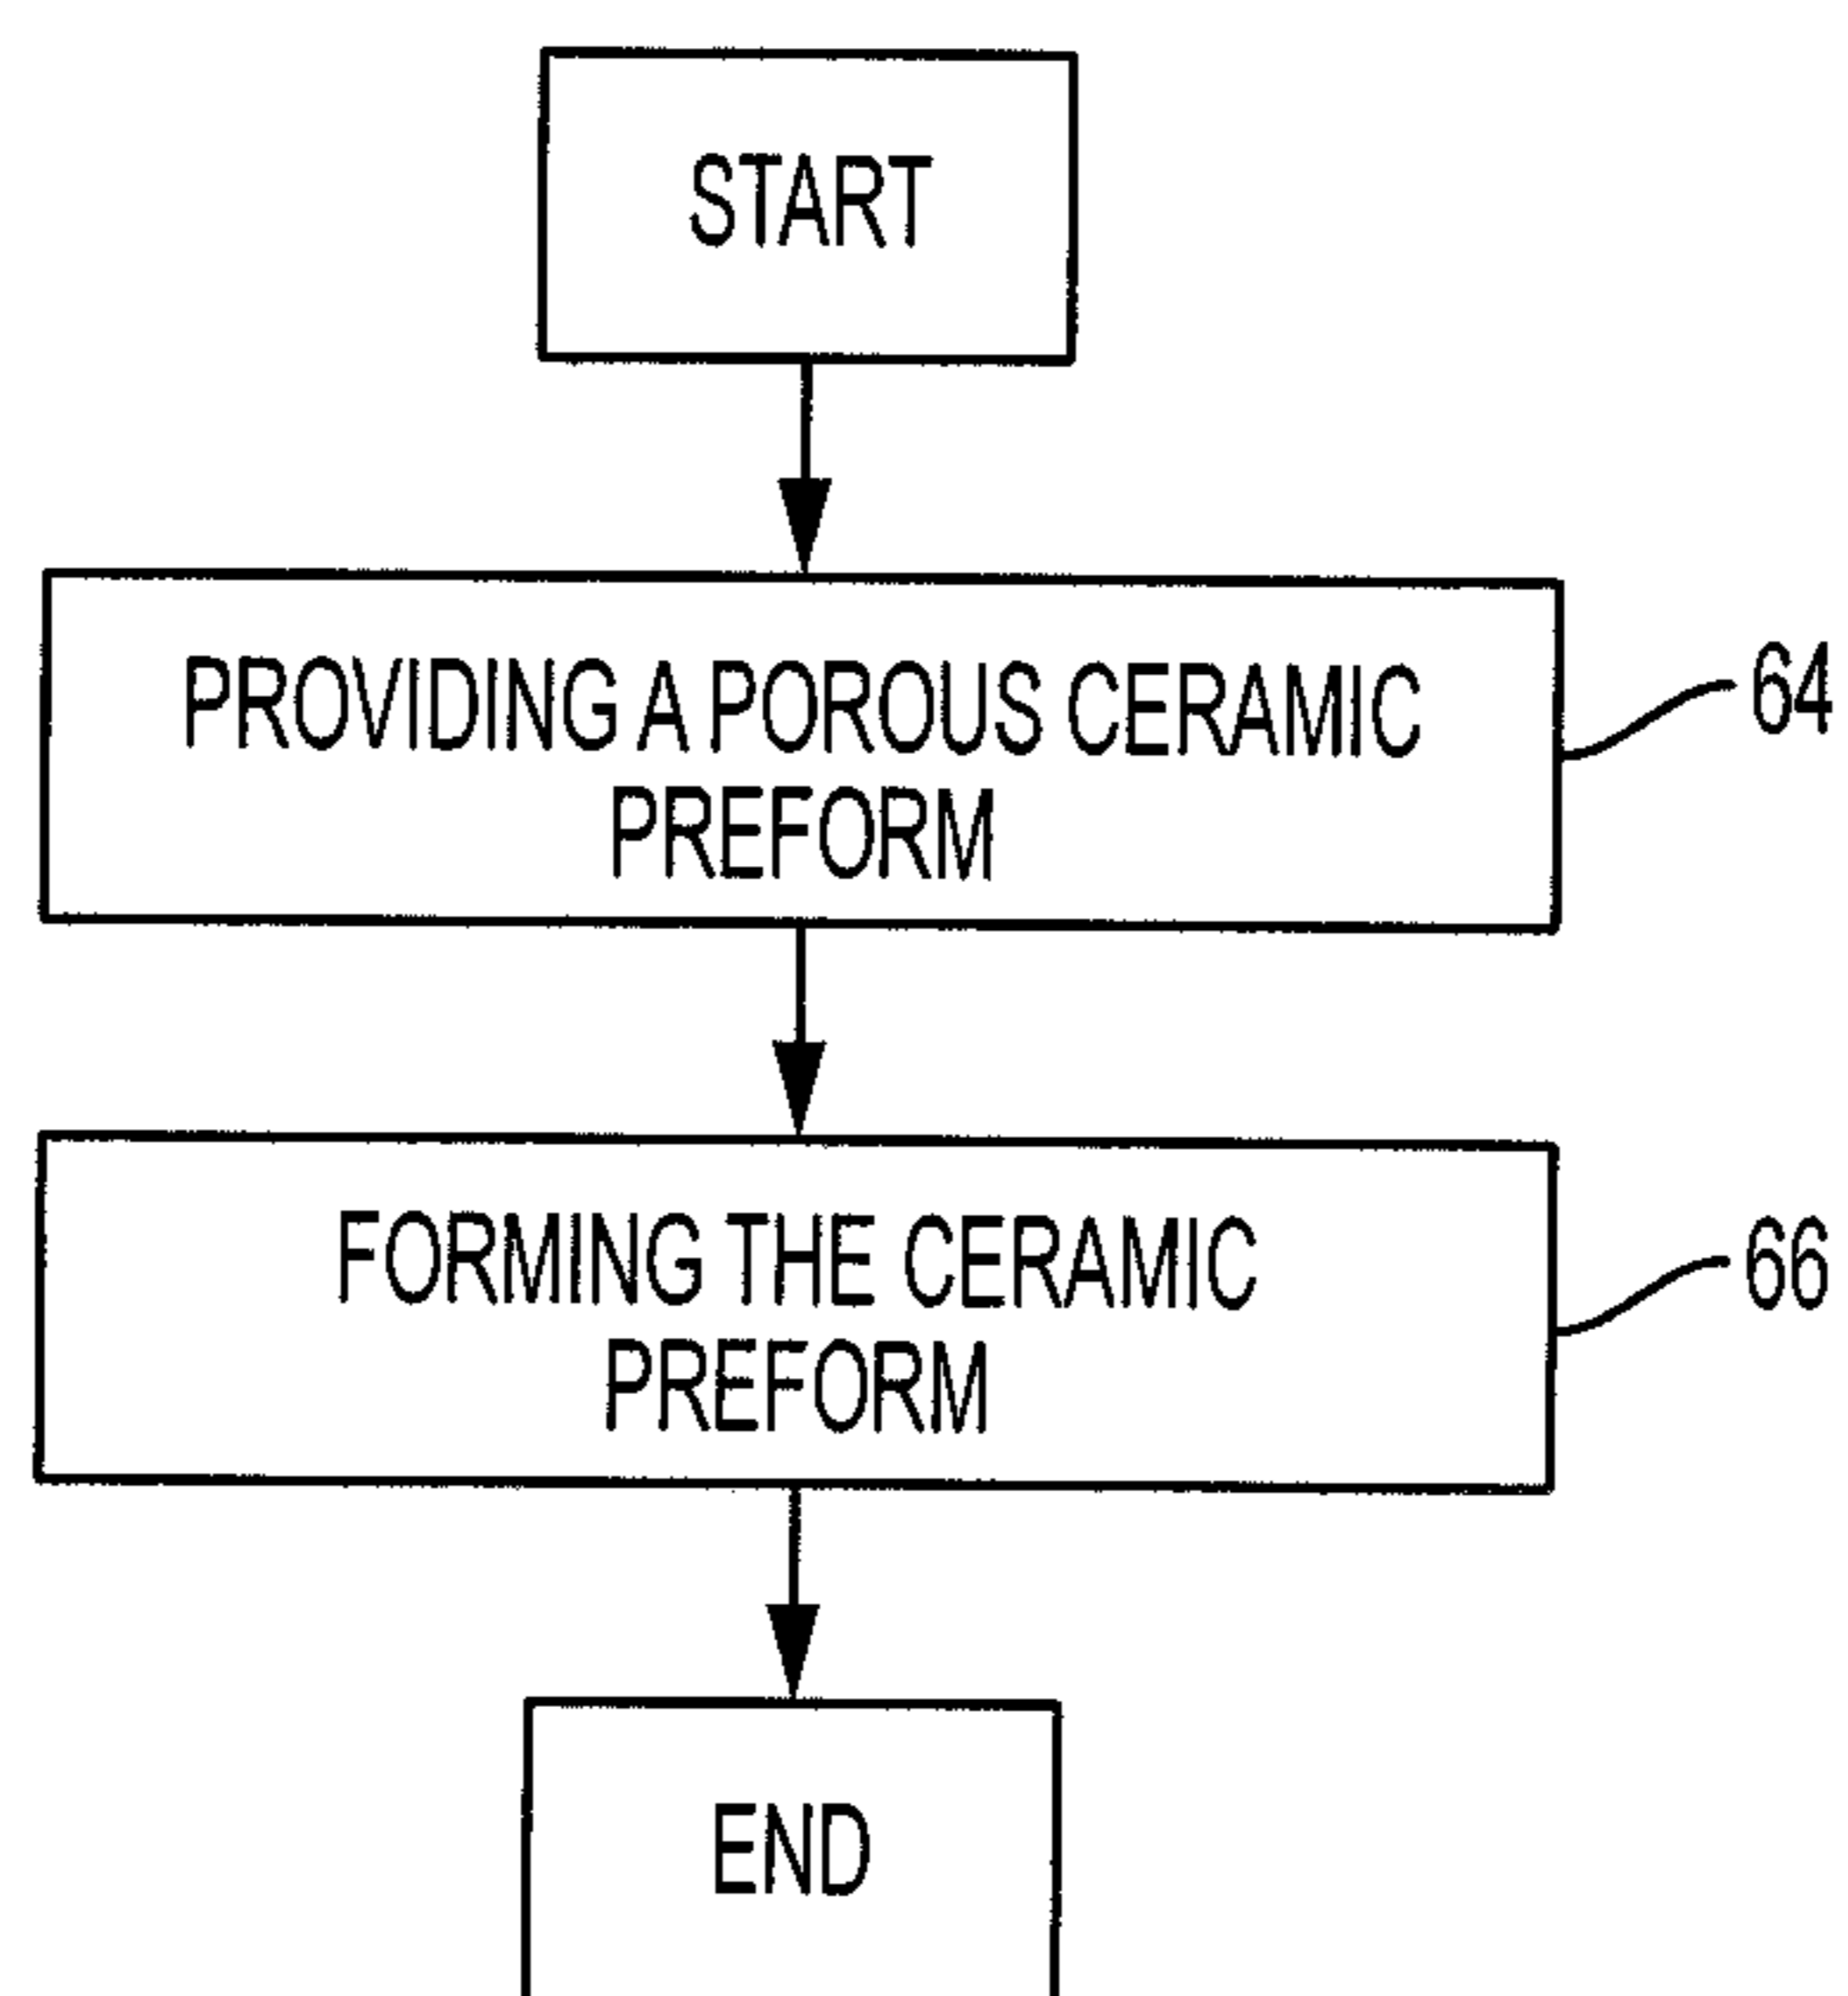 START
PROVIDING A POROUS CERAMIC
PREFORM
64
FORMING THE CERAMIC
PREFORM
66
END